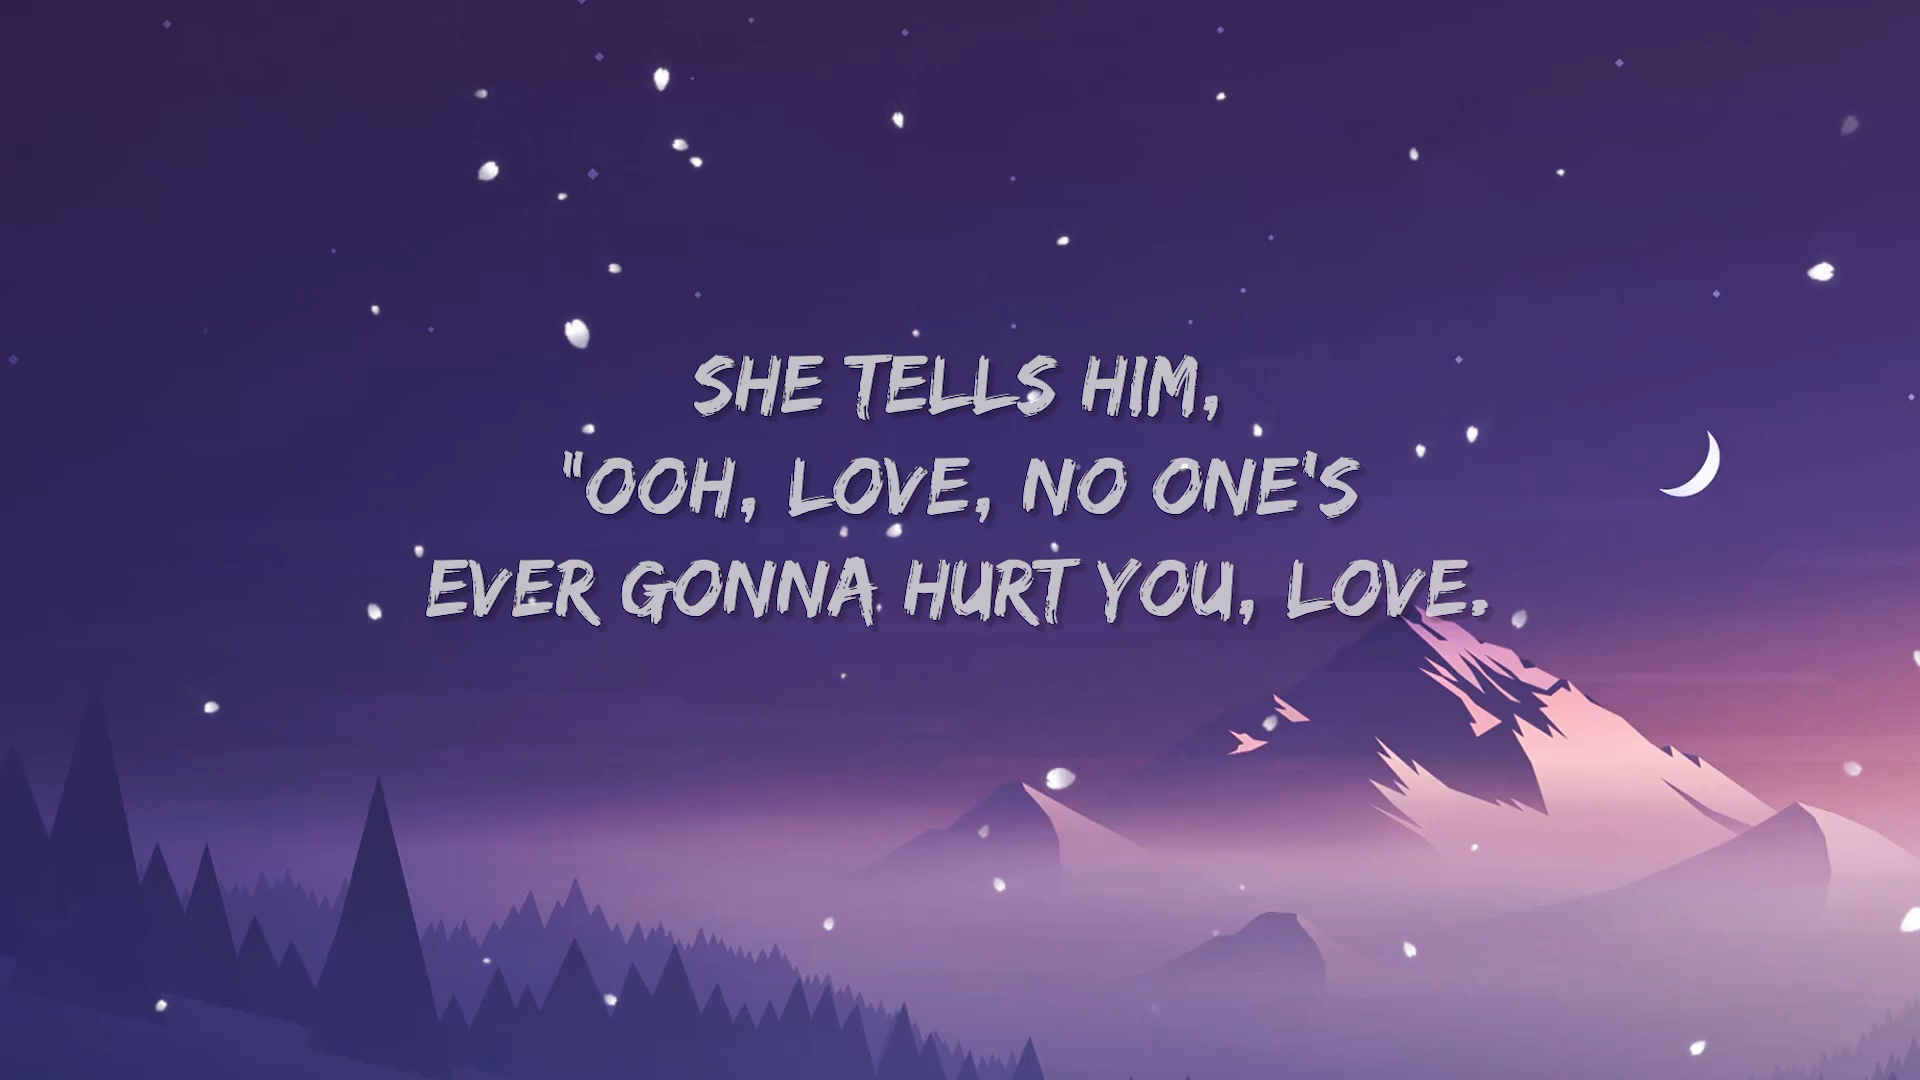 SHE TELLS HIM,
"OOH, LOVE, NO ONE'S
EVER GONNA HURT YOU, LOVE.